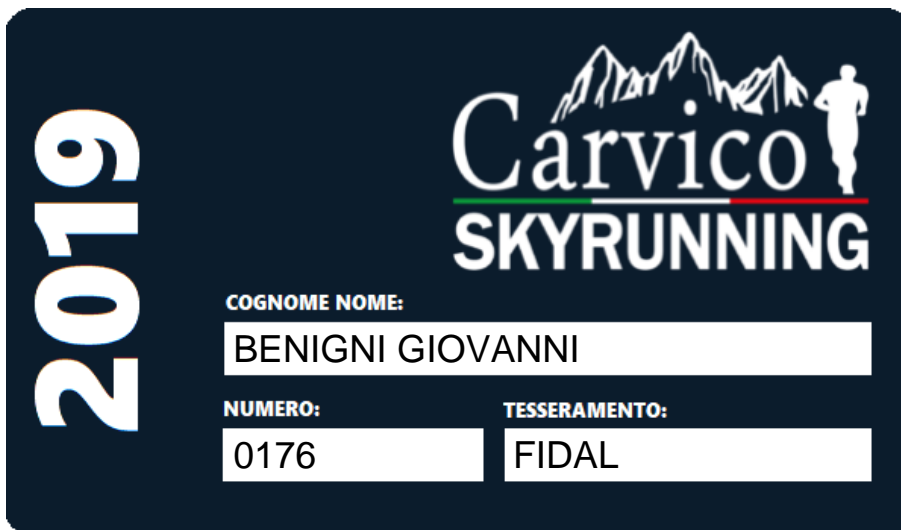 2019
Carvico
SKYRUNNING
COGNOME NOME:
BENIGNI GIOVANNI
NUMERO:
TESSERAMENTO:
0176
FIDAL